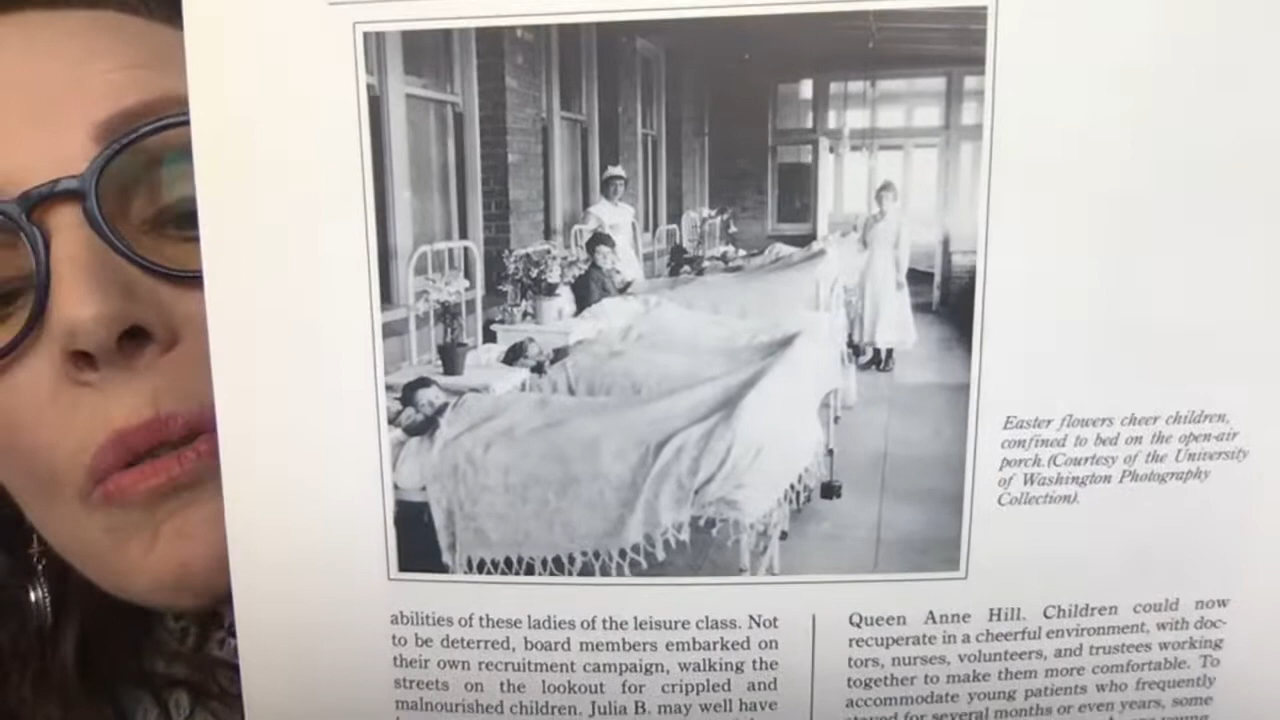 Easter flowers cheer children,
confined to bed on the open-air
porch.(Courtesy of the University
of Washington Photography
Collection).
abilities of these ladies of the leisure class. Not
to be deterred, board members embarked on
their own recruitment campaign, walking the
streets on the lookout for crippled and
malnourished children. Julia B. may well have
Queen Anne Hill. Children could now
recuperate in a cheerful environment, with doc-
tors, nurses, volunteers, and trustees working
together to make them more comfortable. To
accommodate young patients who frequently
stayed for several months or even years, some